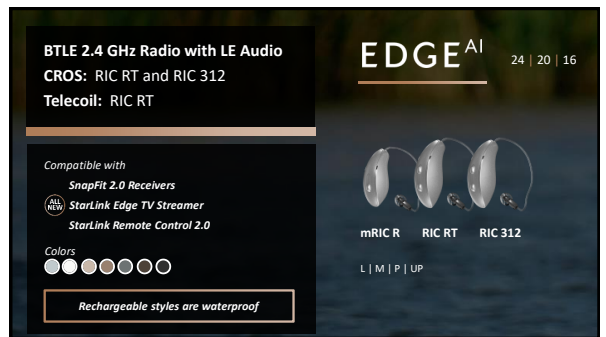 BTLE 2.4 GHz Radio with LE Audio
CROS: RIC RT and RIC 312
Telecoil: RIC RT
Compatible with
SnapFit 2.0 Receivers
ALL NEW
StarLink Edge TV Streamer
StarLink Remote Control 2.0
Colors
Rechargeable styles are waterproof
EDGE AI
24 | 20 | 16
mRIC R RIC RT RIC 312
L | M | P | UP